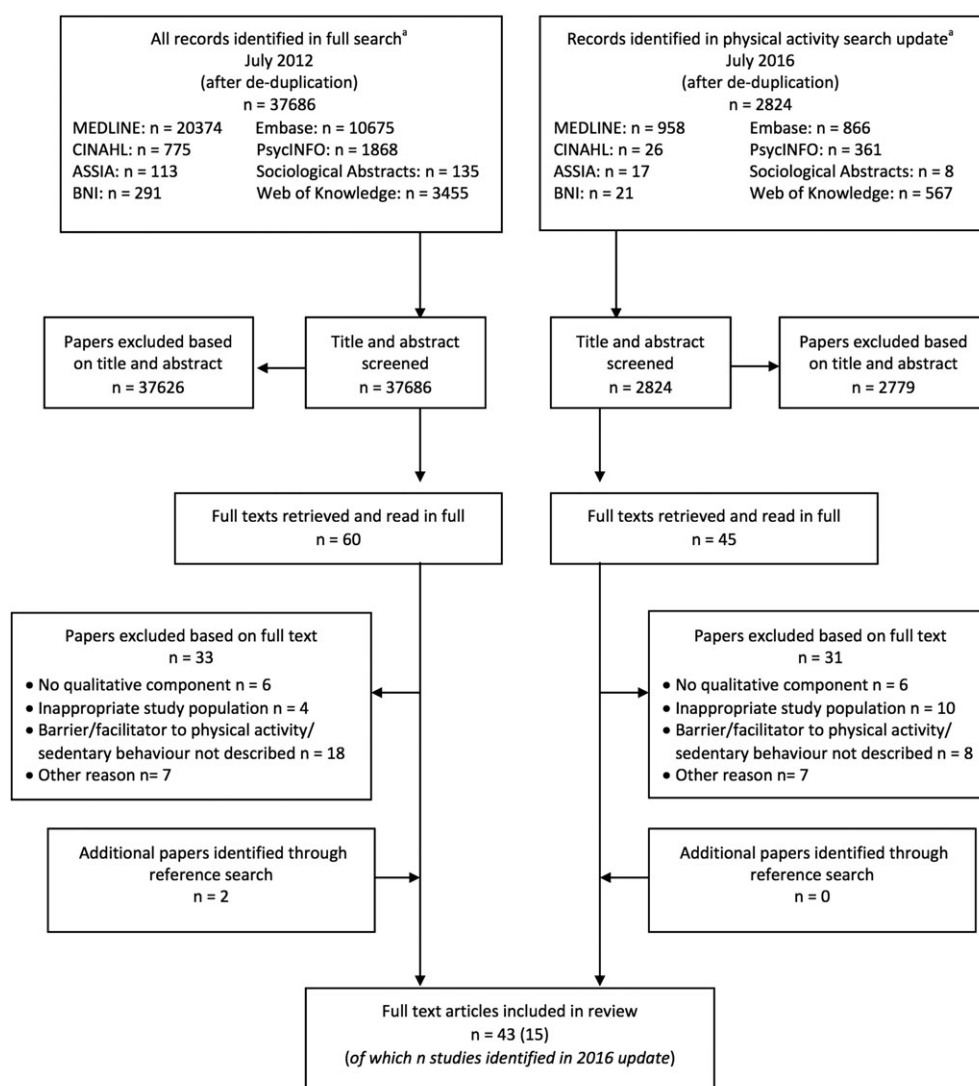 All records identified in full searchᵃ
July 2012
(after de-duplication)
n = 37686
MEDLINE: n = 20374 Embase: n = 10675
CINAHL: n = 775 PsycINFO: n = 1868
ASSIA: n = 113 Sociological Abstracts: n = 135
BNI: n = 291 Web of Knowledge: n = 3455
Records identified in physical activity search updateᵃ
July 2016
(after de-duplication)
n = 2824
MEDLINE: n = 958 Embase: n = 866
CINAHL: n = 26 PsycINFO: n = 361
ASSIA: n = 17 Sociological Abstracts: n = 8
BNI: n = 21 Web of Knowledge: n = 567
Papers excluded based
on title and abstract
n = 37626
Title and abstract
screened
n = 37686
Title and abstract
screened
n = 2824
Papers excluded based
on title and abstract
n = 2779
Full texts retrieved and read in full
n = 60
Full texts retrieved and read in full
n = 45
Papers excluded based on full text
n = 33
• No qualitative component n = 6
• Inappropriate study population n = 4
• Barrier/facilitator to physical activity/
sedentary behaviour not described n = 18
• Other reason n= 7
Papers excluded based on full text
n = 31
• No qualitative component n = 6
• Inappropriate study population n = 10
• Barrier/facilitator to physical activity/
sedentary behaviour not described n = 8
• Other reason n= 7
Additional papers identified through
reference search
n = 2
Additional papers identified through
reference search
n = 0
Full text articles included in review
n = 43 (15)
(of which n studies identified in 2016 update)